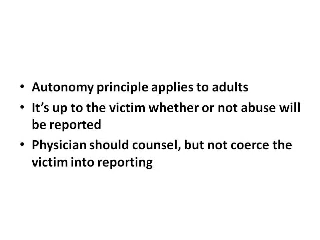 • Autonomy principle applies to adults
• It's up to the victim whether or not abuse will
be reported
• Physician should counsel, but not coerce the
victim into reporting